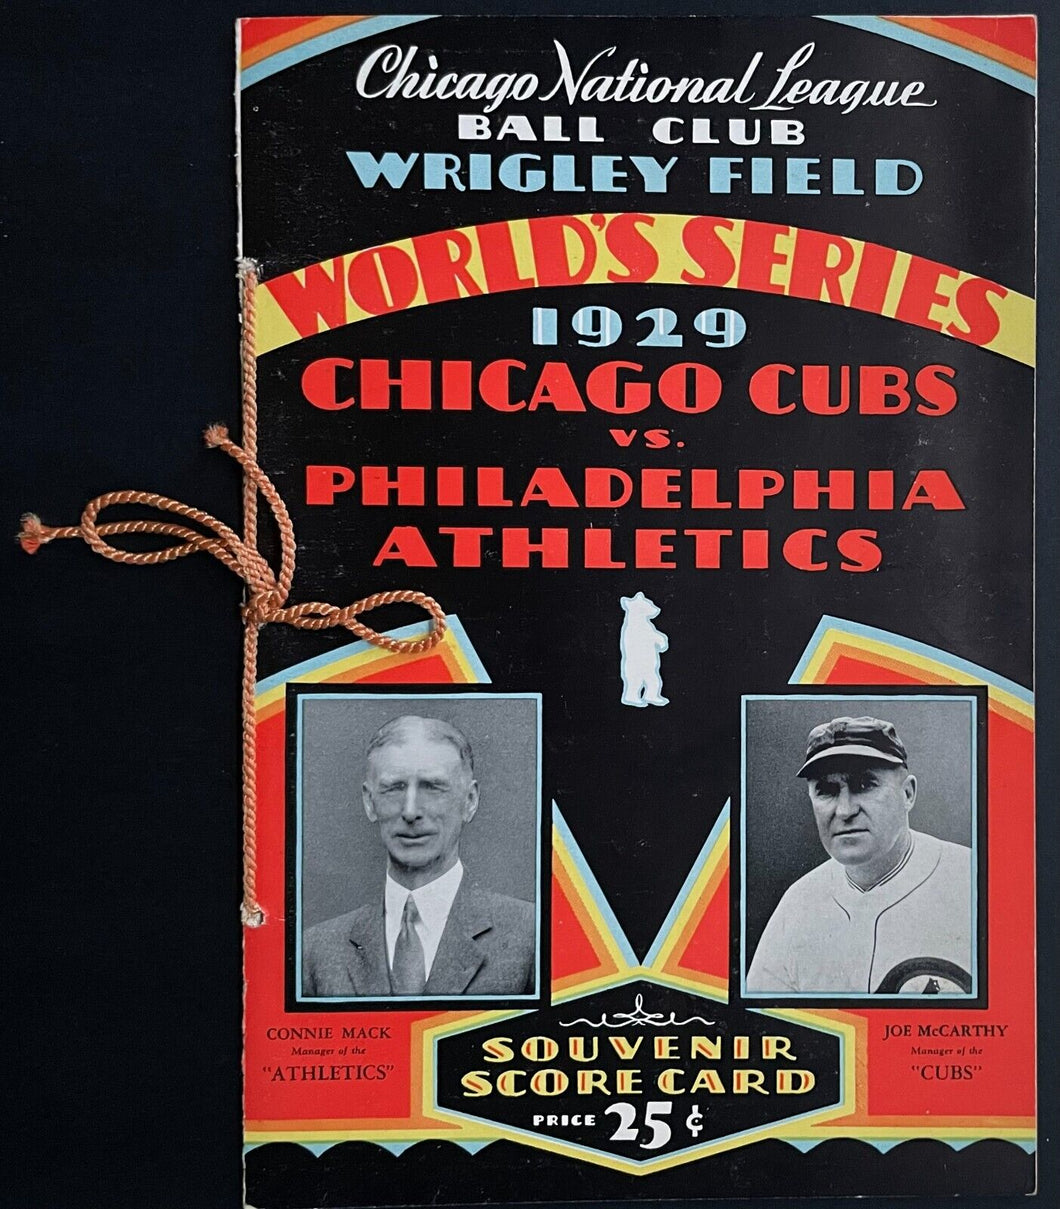 Chicago National League
BALL CLUB
WRIGLEY FIELD
WORLD'S SERIES
1929
CHICAGO CUBS
VS.
PHILADELPHIA
ATHLETICS
CONNIE MACK
Manager of the
"ATHLETICS"
JOE McCARTHY
Manager of the
"CUBS"
SOUVENIR
SCORE CARD
PRICE 25¢